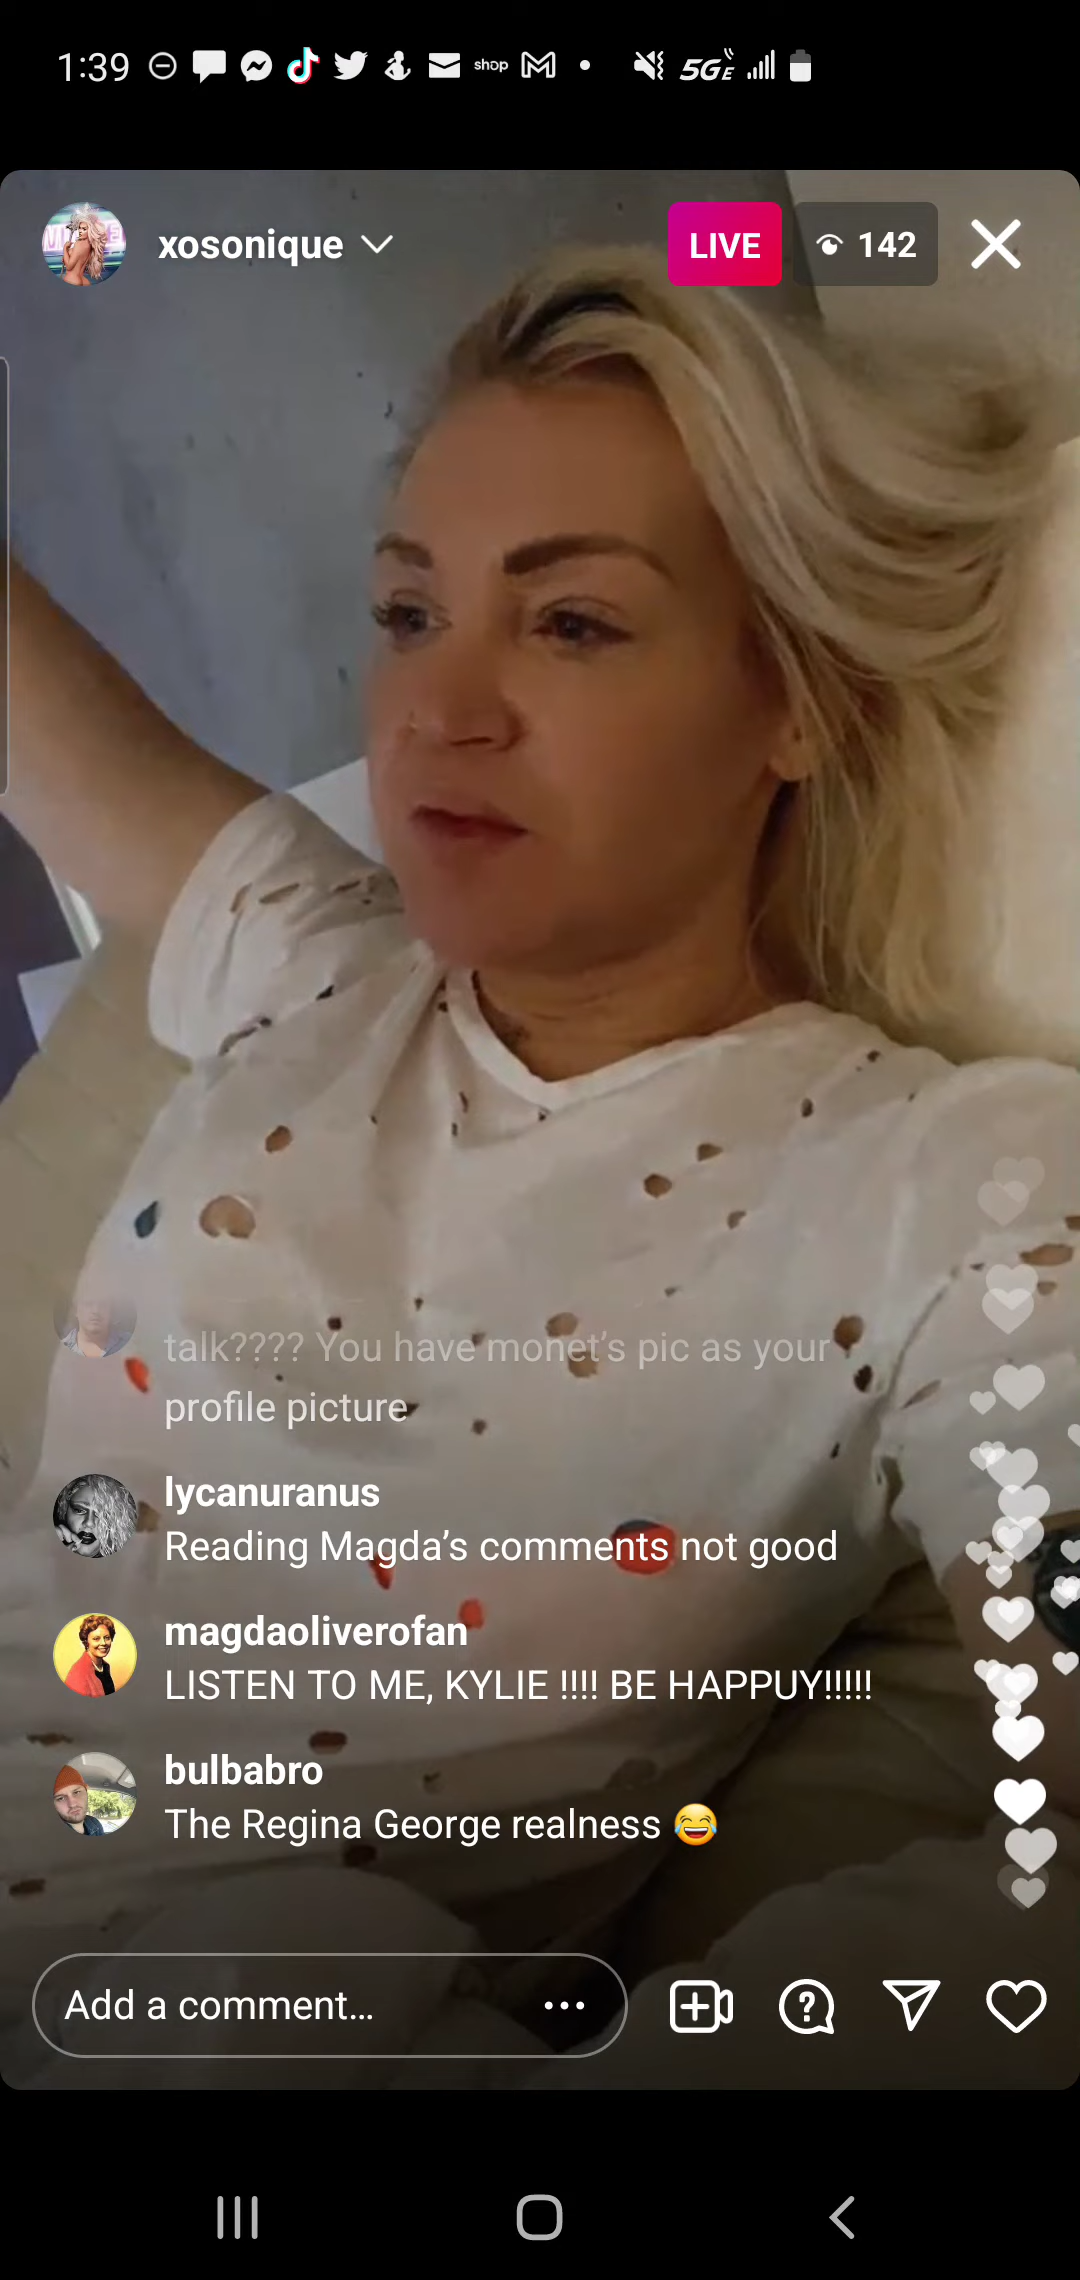 1:39 shop 5GE
xosonique LIVE 142
talk???? You have monet's pic as your
profile picture
lycanuranus
Reading Magda's comments not good
magdaoliverofan
LISTEN TO ME, KYLIE !!!! BE HAPPUY!!!!!
bulbabro
The Regina George realness 😂
Add a comment...